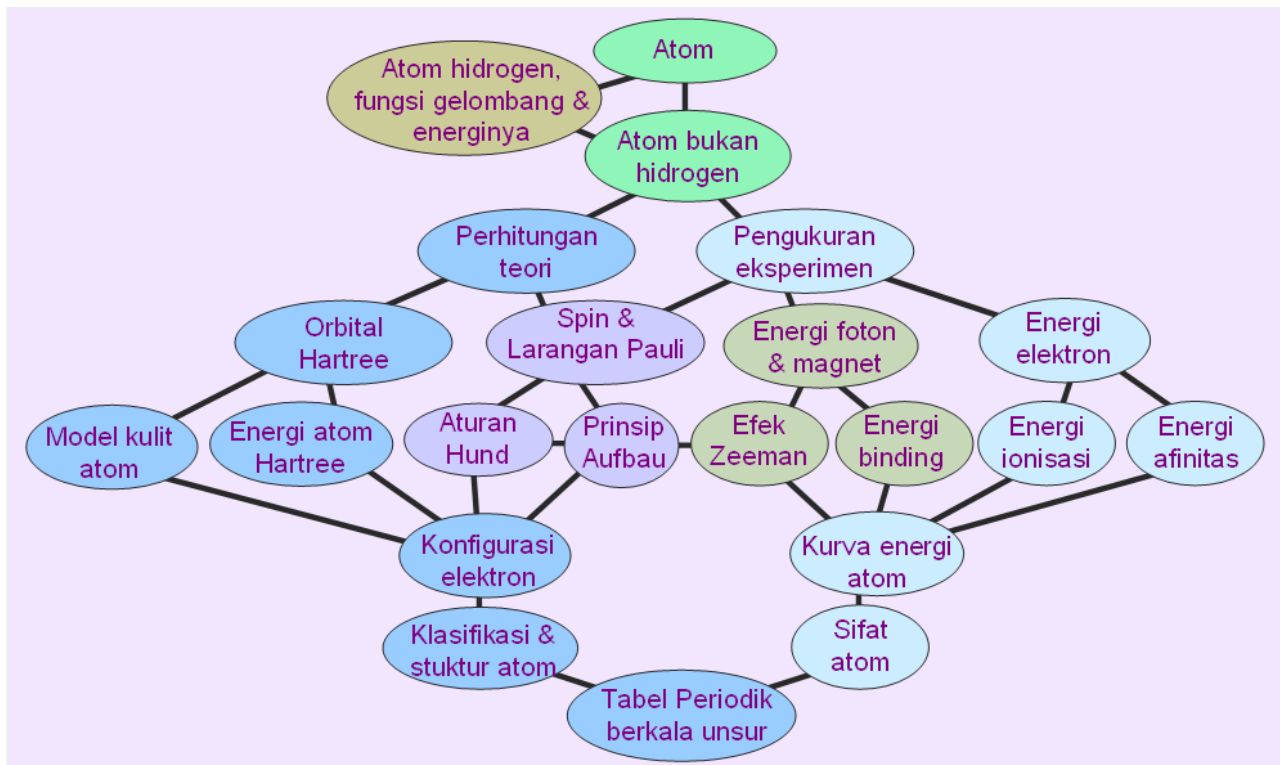 Atom
Atom hidrogen,
fungsi gelombang &
energinya
Atom bukan
hidrogen
Perhitungan
teori
Pengukuran
eksperimen
Orbital
Hartree
Spin &
Larangan Pauli
Energi foton
& magnet
Energi
elektron
Model kulit
atom
Energi atom
Hartree
Aturan
Hund
Prinsip
Aufbau
Efek
Zeeman
Energi
binding
Energi
ionisasi
Energi
afinitas
Konfigurasi
elektron
Kurva energi
atom
Klasifikasi &
stuktur atom
Sifat
atom
Tabel Periodik
berkala unsur